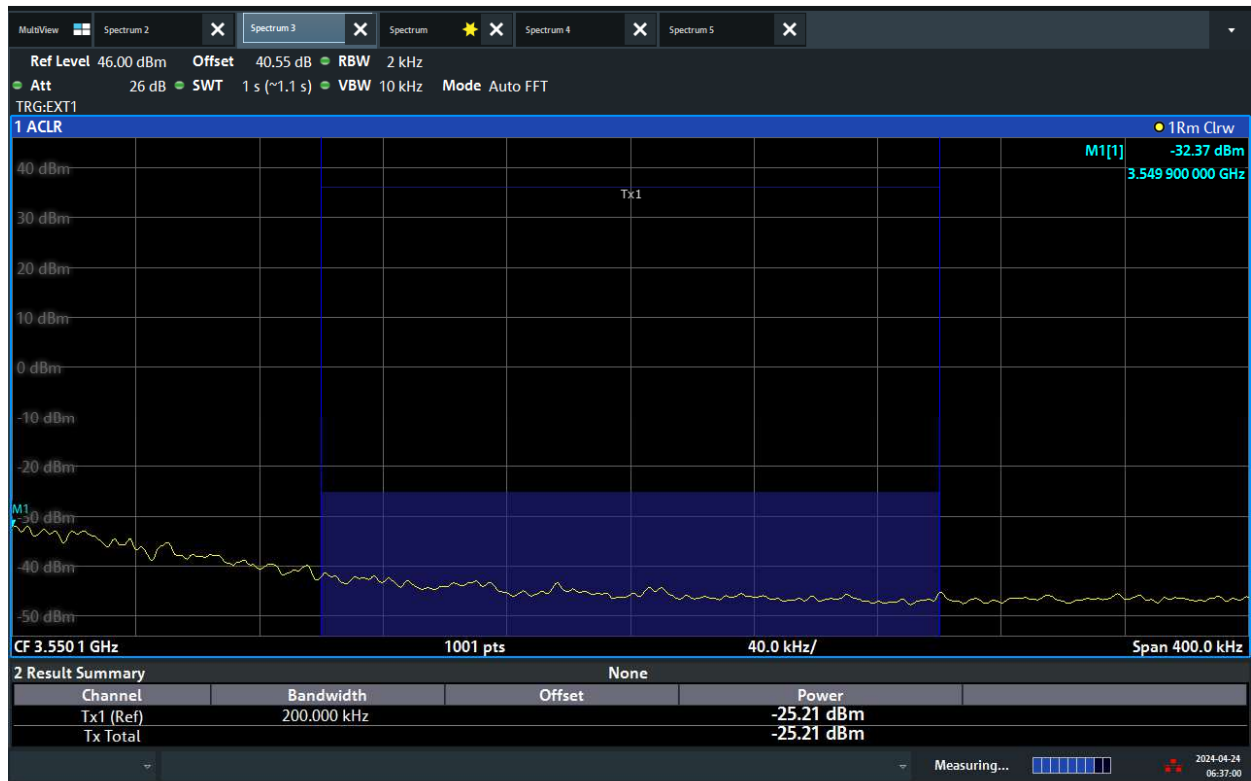 MultiView Spectrum 2 Spectrum 3 Spectrum Spectrum 4 Spectrum 5
Ref Level 46.00 dBm Offset 40.55 dB RBW 2 kHz
Att 26 dB SWT 1 s (~1.1 s) VBW 10 kHz Mode Auto FFT
TRG:EXT1
1 ACLR 1Rm Clrw
M1[1] -32.37 dBm
3.549 900 000 GHz
40 dBm
Tx1
30 dBm
20 dBm
10 dBm
0 dBm
-10 dBm
-20 dBm
M1
-30 dBm
-40 dBm
-50 dBm
CF 3.550 1 GHz 1001 pts 40.0 kHz/ Span 400.0 kHz
2 Result Summary None
Channel Bandwidth Offset Power
Tx1 (Ref) 200.000 kHz -25.21 dBm
Tx Total -25.21 dBm
Measuring... 2024-04-24
06:37:00